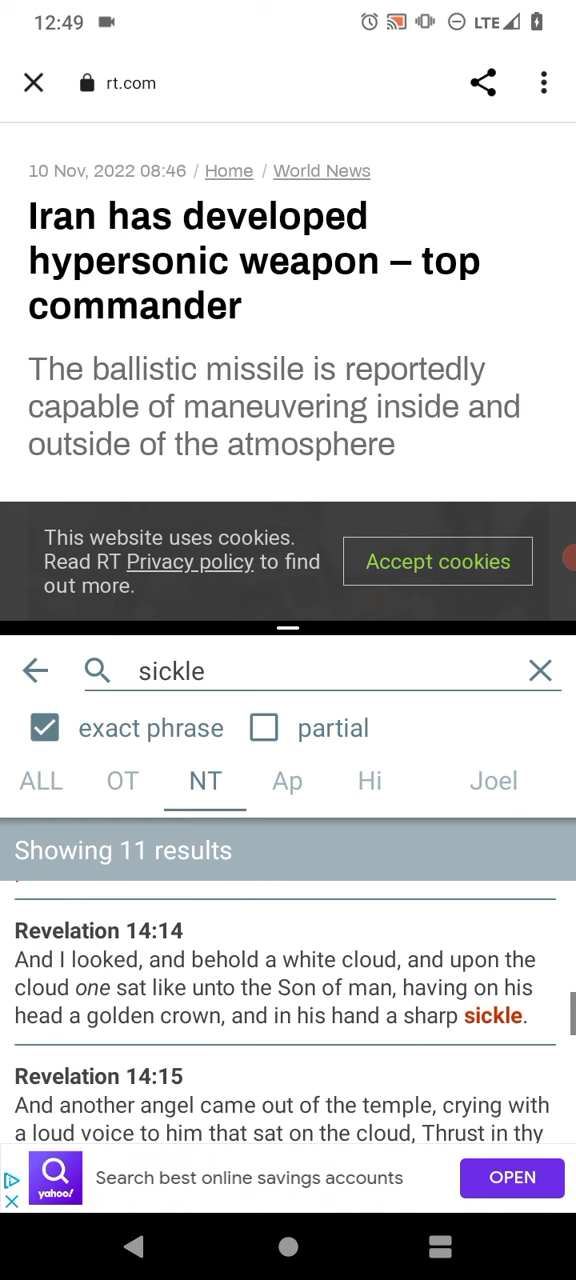 12:49
LTE
rt.com
10 Nov, 2022 08:46 / Home / World News
Iran has developed
hypersonic weapon – top
commander
The ballistic missile is reportedly
capable of maneuvering inside and
outside of the atmosphere
This website uses cookies.
Read RT Privacy policy to find
out more.
Accept cookies
sickle
exact phrase
partial
ALL OT NT Ap Hi Joel
Showing 11 results
Revelation 14:14
And I looked, and behold a white cloud, and upon the
cloud one sat like unto the Son of man, having on his
head a golden crown, and in his hand a sharp sickle.
Revelation 14:15
And another angel came out of the temple, crying with
a loud voice to him that sat on the cloud, Thrust in thy
yahoo!
Search best online savings accounts
OPEN